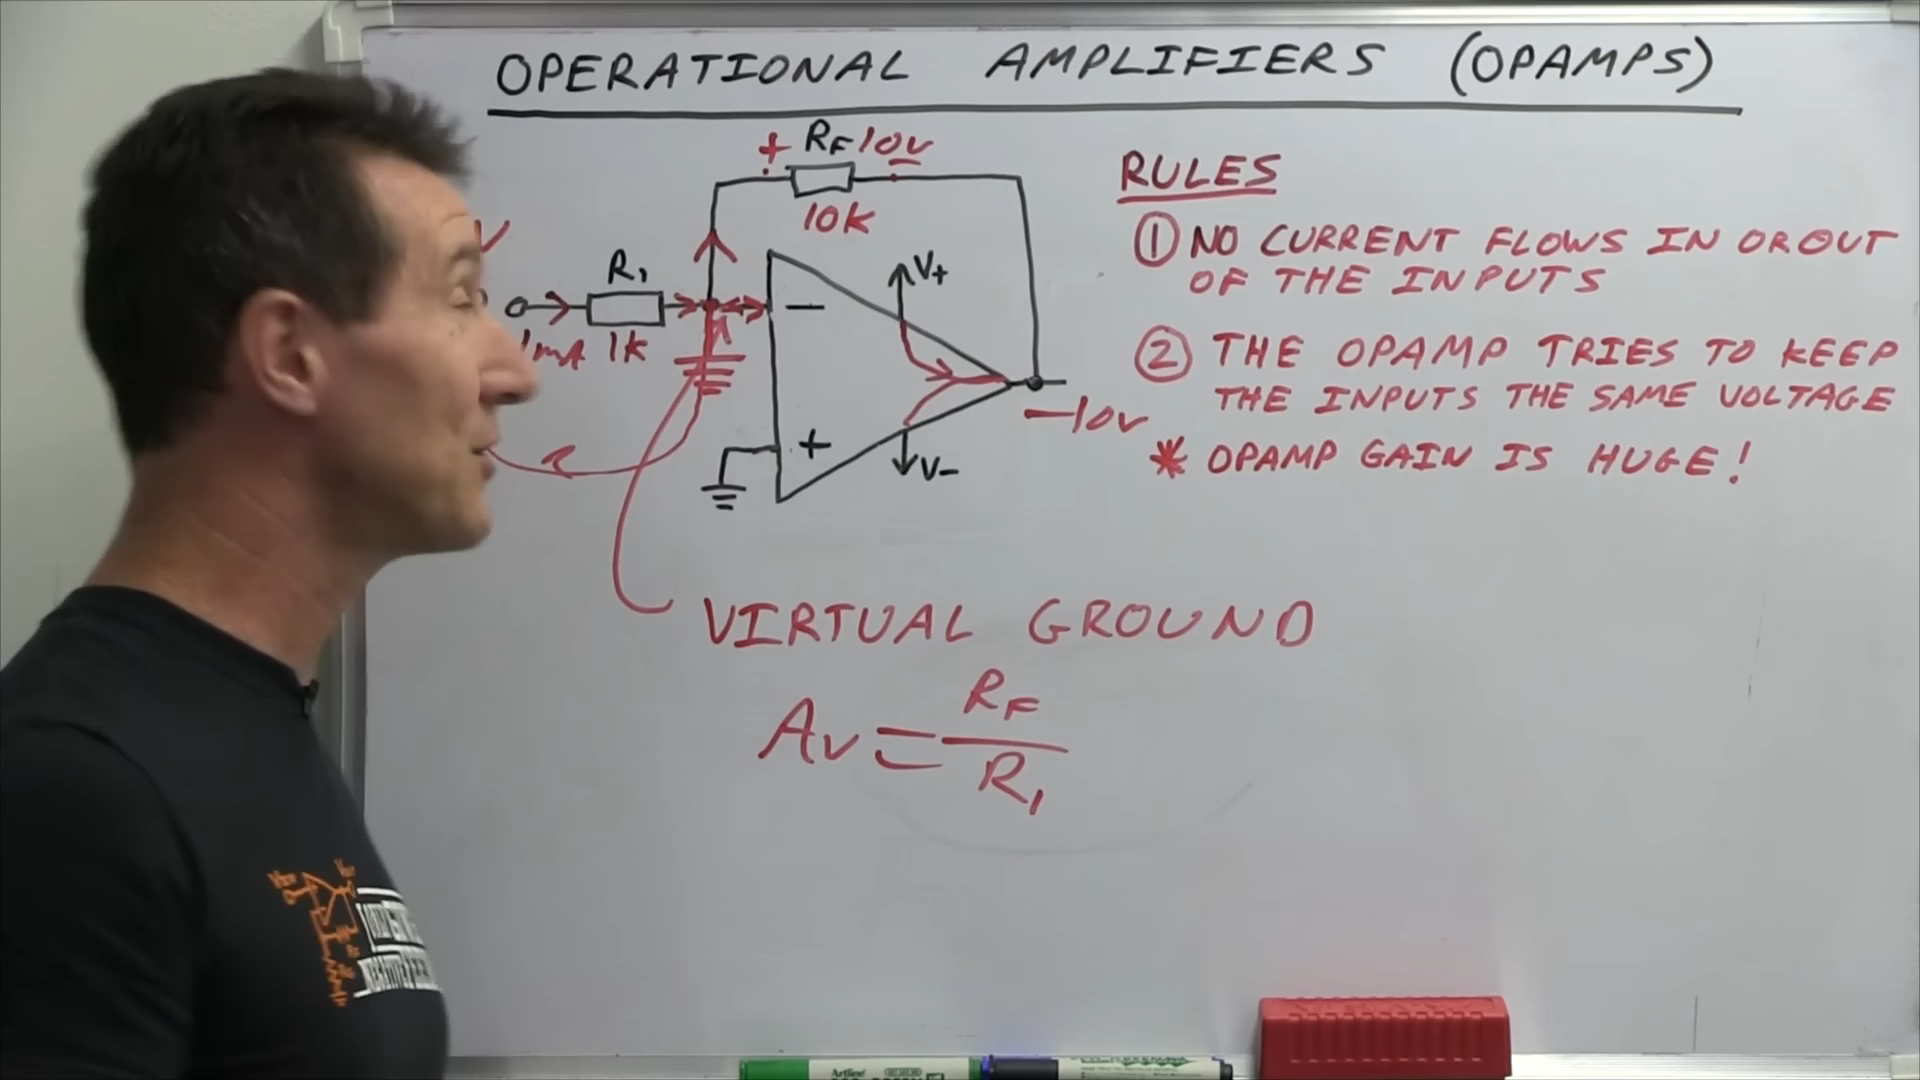 OPERATIONAL AMPLIFIERS (OPAMPS)
+ RF 10V
10K
V
R1
1mA 1K
−
+
V+
V-
-10V
RULES
① NO CURRENT FLOWS IN OR OUT
OF THE INPUTS
② THE OPAMP TRIES TO KEEP
THE INPUTS THE SAME VOLTAGE
* OPAMP GAIN IS HUGE!
VIRTUAL GROUND
Av = RF
R1
Artline